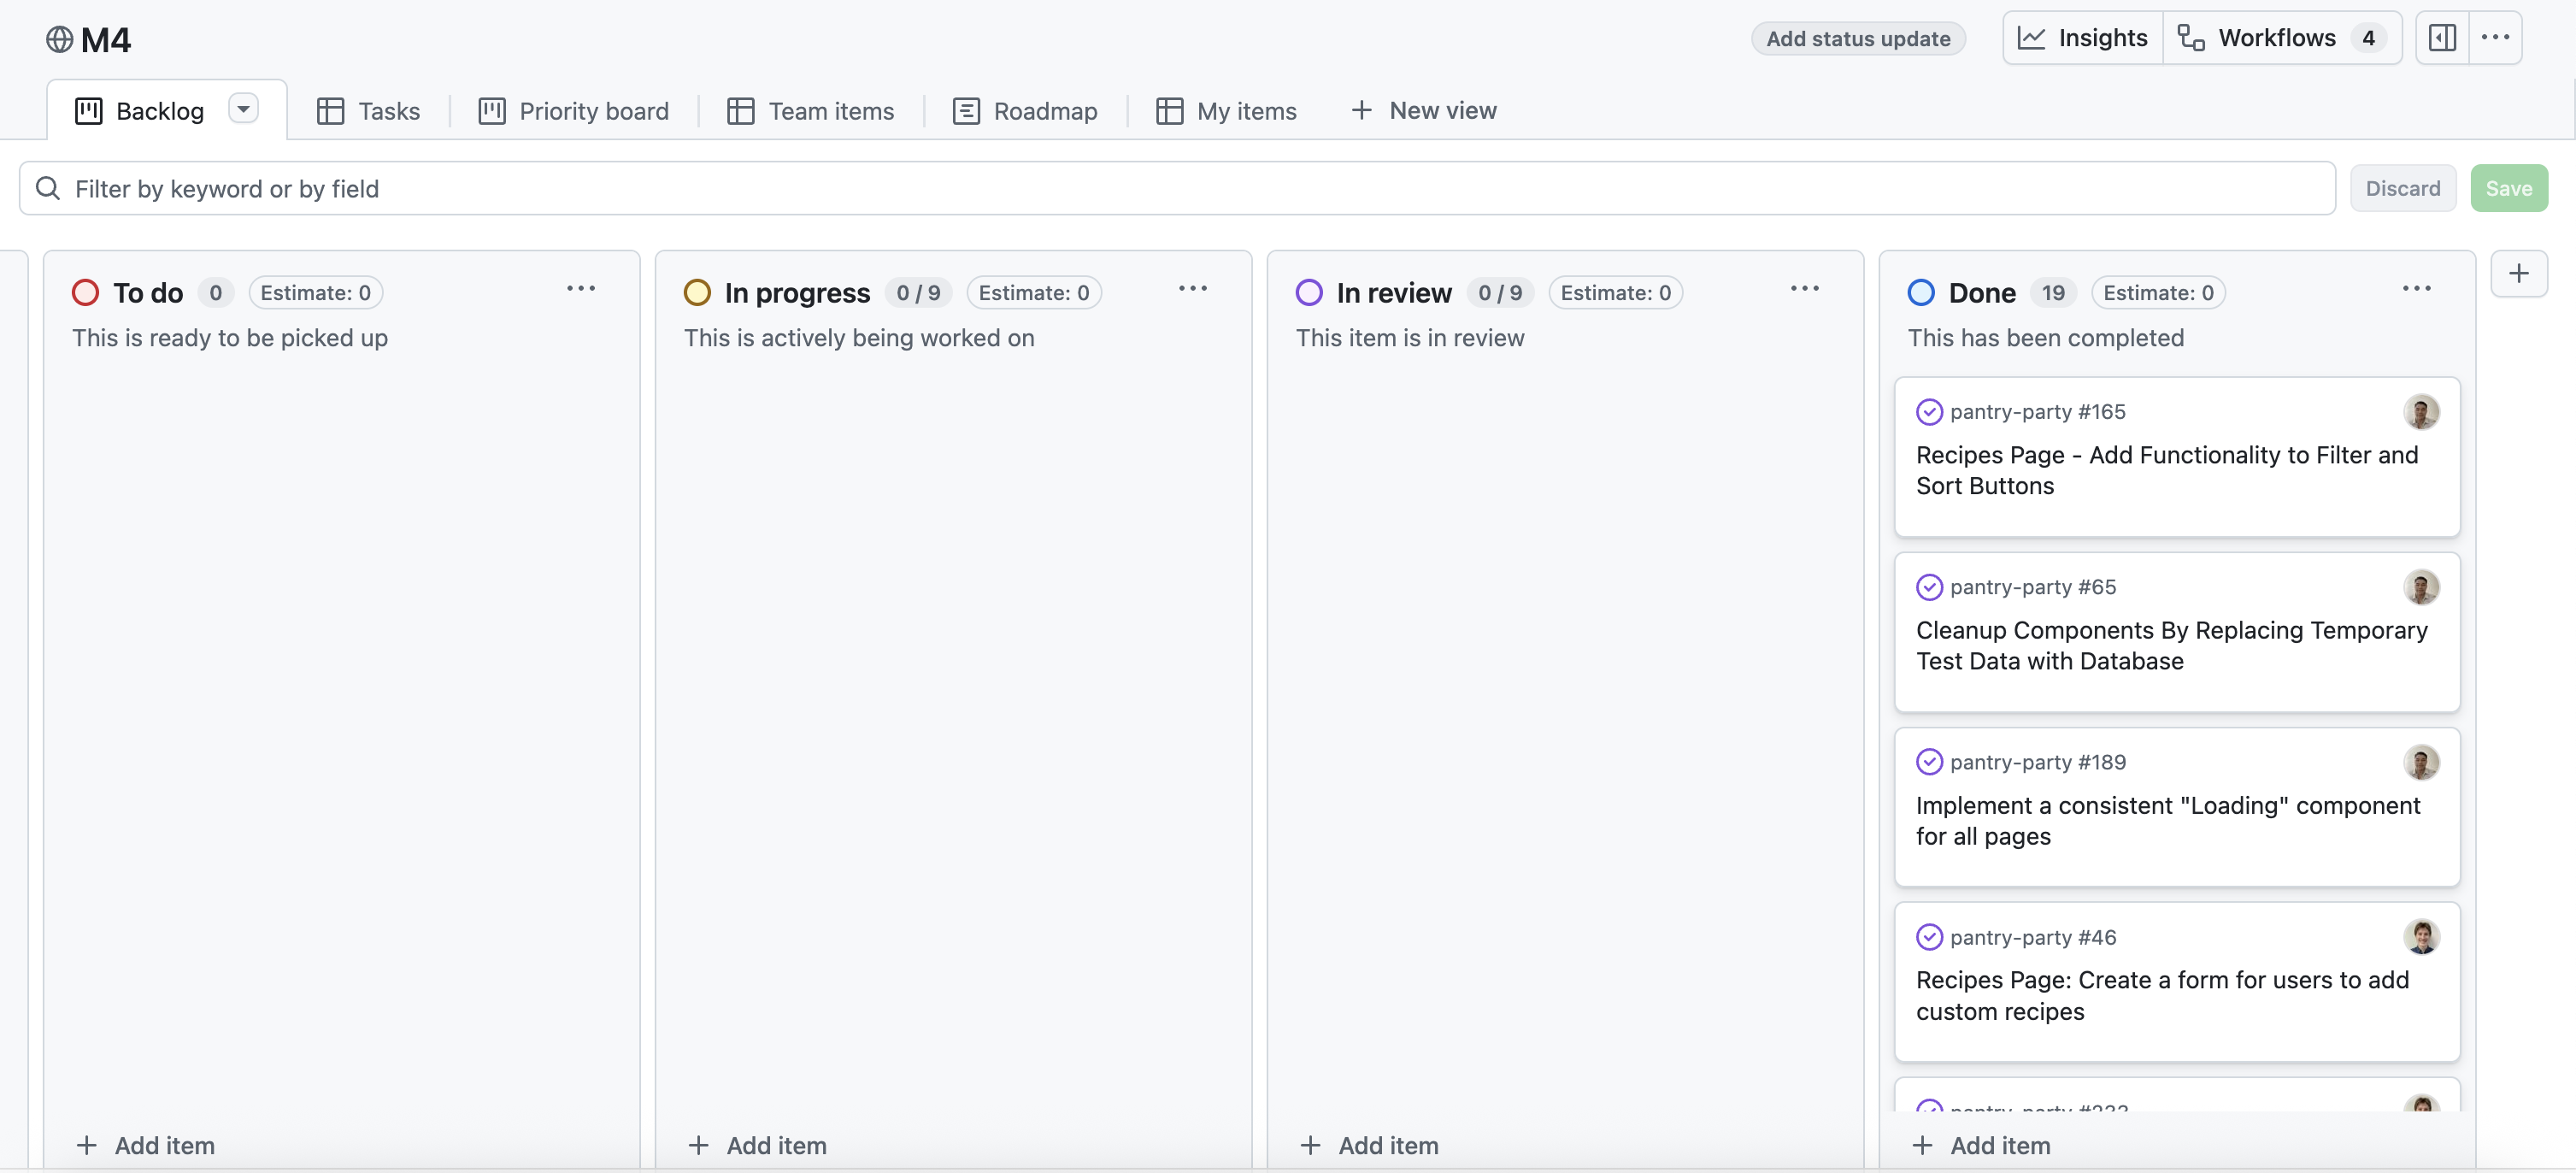 M4
Add status update
Insights
Workflows 4
Backlog
Tasks
Priority board
Team items
Roadmap
My items
New view
Filter by keyword or by field
Discard
Save
To do 0 Estimate: 0
This is ready to be picked up
Add item
In progress 0 / 9 Estimate: 0
This is actively being worked on
Add item
In review 0 / 9 Estimate: 0
This item is in review
Add item
Done 19 Estimate: 0
This has been completed
pantry-party #165
Recipes Page - Add Functionality to Filter and
Sort Buttons
pantry-party #65
Cleanup Components By Replacing Temporary
Test Data with Database
pantry-party #189
Implement a consistent "Loading" component
for all pages
pantry-party #46
Recipes Page: Create a form for users to add
custom recipes
pantry-party
Add item